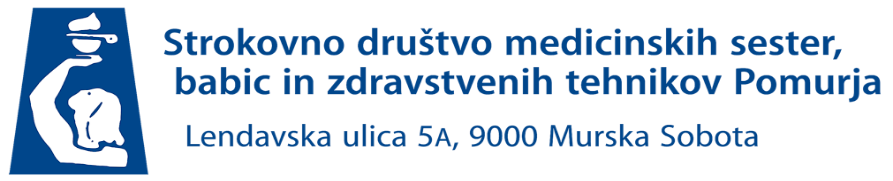 Strokovno društvo medicinskih sester,
babic in zdravstvenih tehnikov Pomurja
Lendavska ulica 5A, 9000 Murska Sobota